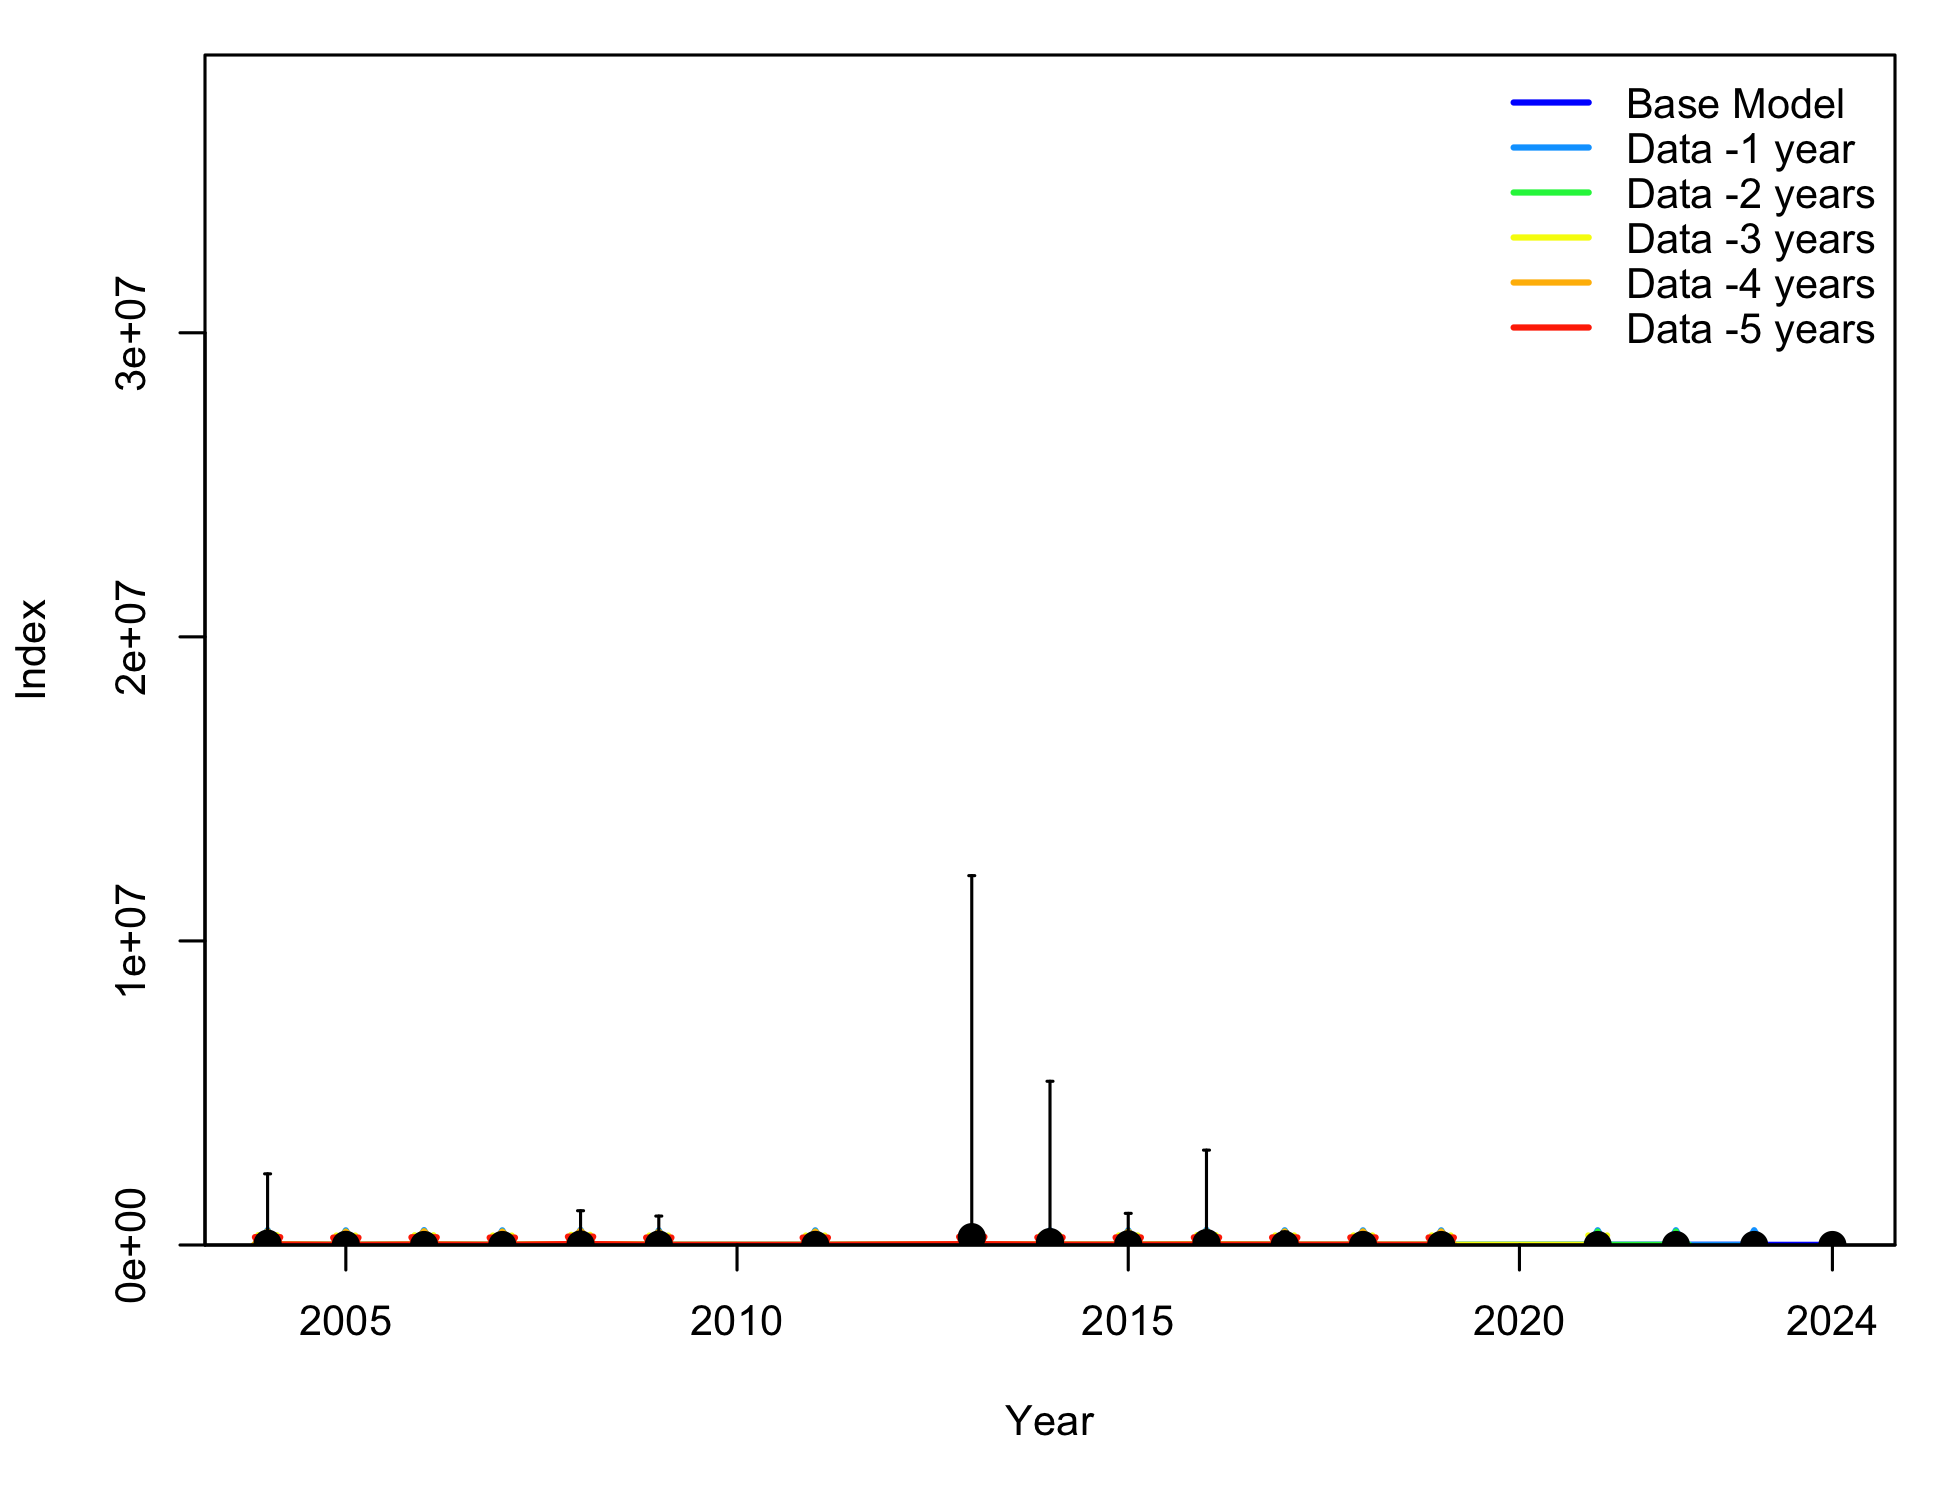 Base Model
Data -1 year
Data -2 years
Data -3 years
Data -4 years
Data -5 years
3e+07
2e+07
1e+07
0e+00
Index
2005 2010 2015 2020 2024
Year